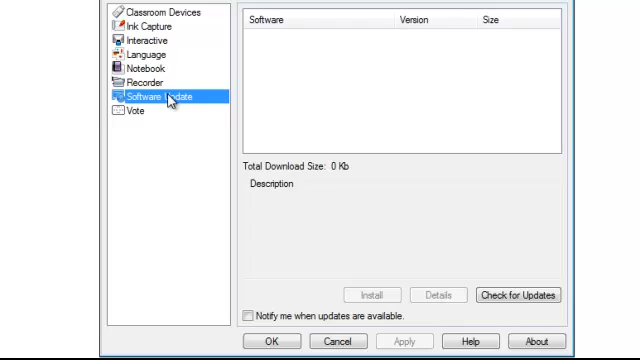 Classroom Devices
Ink Capture
Interactive
Language
Notebook
Recorder
Software Update
Vote
Software Version Size
Total Download Size: 0 Kb
Description
Install Details Check for Updates
Notify me when updates are available.
OK Cancel Apply Help About